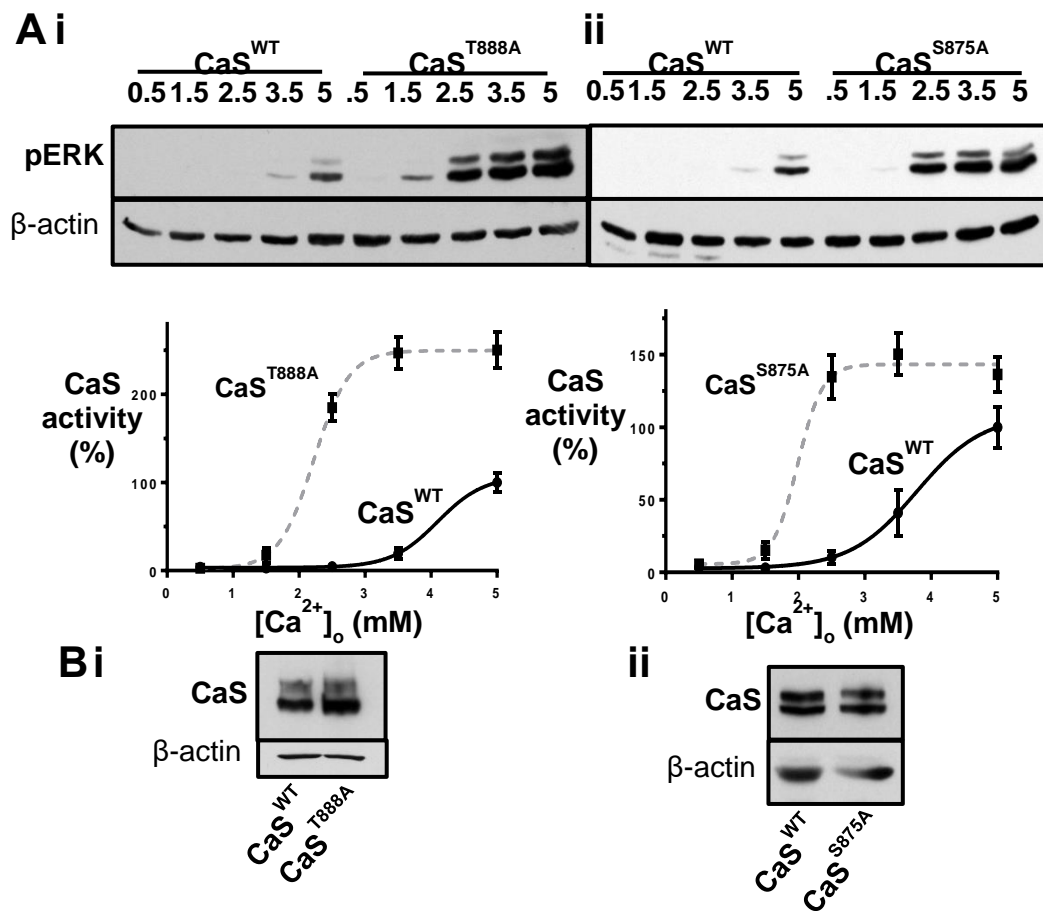 A i
CaS^WT CaS^T888A
0.5 1.5 2.5 3.5 5 .5 1.5 2.5 3.5 5
ii
CaS^WT CaS^S875A
0.5 1.5 2.5 3.5 5 .5 1.5 2.5 3.5 5
pERK
β-actin
CaS
activity
(%)
200
100
0
0 1 2 3 4 5
CaS^T888A
CaS^WT
[Ca^2+]_o (mM)
CaS
activity
(%)
150
100
50
0
0 1 2 3 4 5
CaS^S875A
CaS^WT
[Ca^2+]_o (mM)
B i
CaS
β-actin
CaS^WT
CaS^T888A
ii
CaS
β-actin
CaS^WT
CaS^S875A